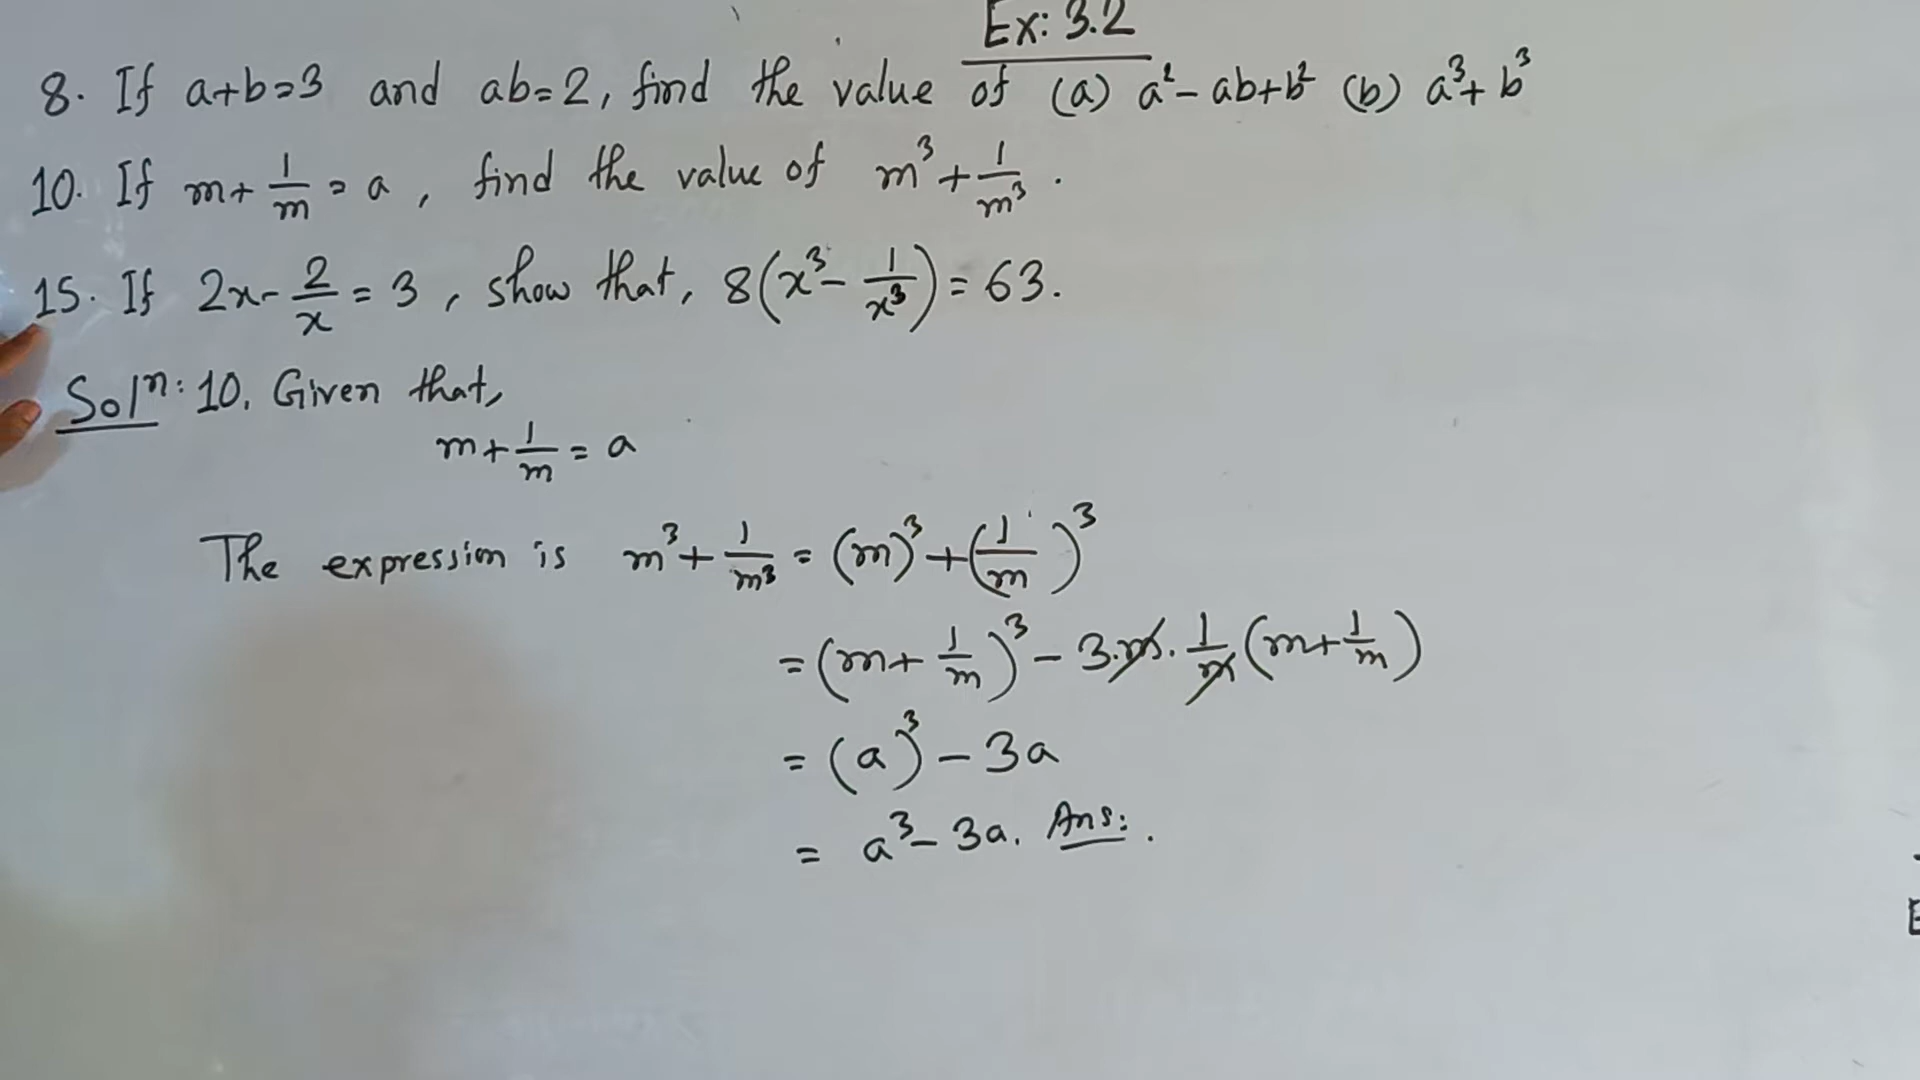 Ex: 3.2
8. If a+b=3 and ab=2, find the value of (a) a²-ab+b² (b) a³+b³
10. If m+1/m = a, find the value of m³+1/m³.
15. If 2x-2/x=3, show that, 8(x³-1/x³)=63.
Solⁿ: 10. Given that,
m+1/m=a
The expression is m³+1/m³=(m)³+(1/m)³
=(m+1/m)³-3.m.1/m(m+1/m)
=(a)³-3a
= a³-3a. Ans:.